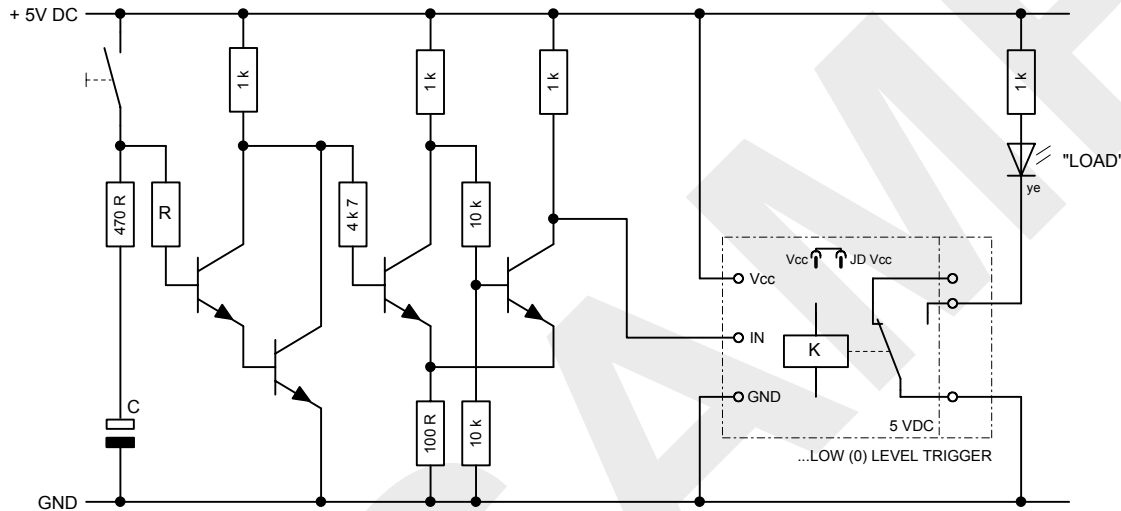 + 5V DC
1 k
1 k
1 k
1 k
"LOAD"
ye
470 R
R
4 k 7
10 k
Vcc
JD Vcc
Vcc
IN
K
GND
C
100 R
10 k
5 VDC
...LOW (0) LEVEL TRIGGER
GND